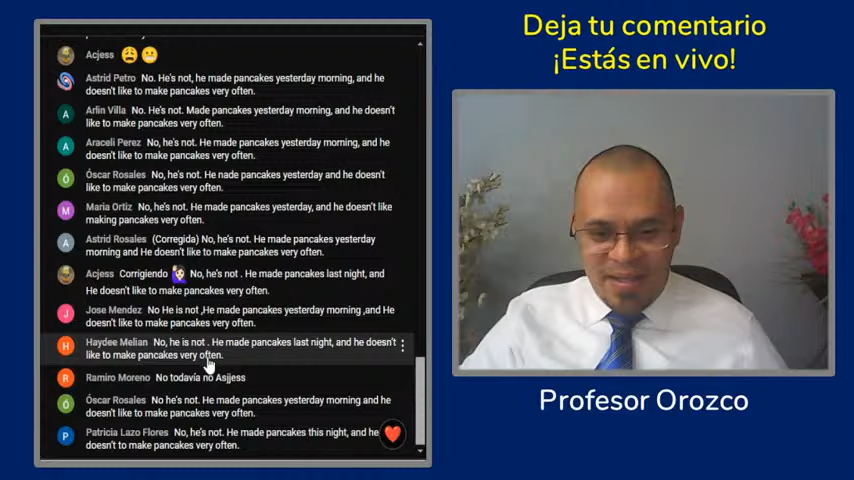 Deja tu comentario
¡Estás en vivo!
Acjess 😩😬
Astrid Petro No. He's not, he made pancakes yesterday morning, and he
doesn't like to make pancakes very often.
A
Arlin Villa No. He's not. Made pancakes yesterday morning, and he doesn't
like to make pancakes very often.
A
Araceli Perez No, he's not. He made pancakes yesterday morning, and he
doesn't like to make pancakes very often.
Ó
Óscar Rosales No, he's not. He nade pancakes yesterday and he desn't
like to make pancakes very often.
M
Maria Ortiz No, he's not. He made pancakes yesterday, and he doesn't like
making pancakes very often.
A
Astrid Rosales (Corregida) No, he's not. He made pancakes yesterday
morning and He doesn't like to make pancakes very often.
Acjess Corrigiendo 🤦🏻‍♀️ No, he's not . He made pancakes last night, and
He doesn't like to make pancakes very often.
J
Jose Mendez No He is not ,He made pancakes yesterday morning ,and He
doesn't like to make pancakes very often.
H
Haydee Melian No, he is not . He made pancakes last night, and he doesn't
like to make pancakes very often.
R
Ramiro Moreno No todavía no Asjjess
Ó
Óscar Rosales No he's not. He made pancakes yesterday morning and he
doesn't like to make pancakes very often.
P
Patricia Lazo Flores No, he's not. He made pancakes this night, and he
doesn't to make pancakes very often.
Profesor Orozco